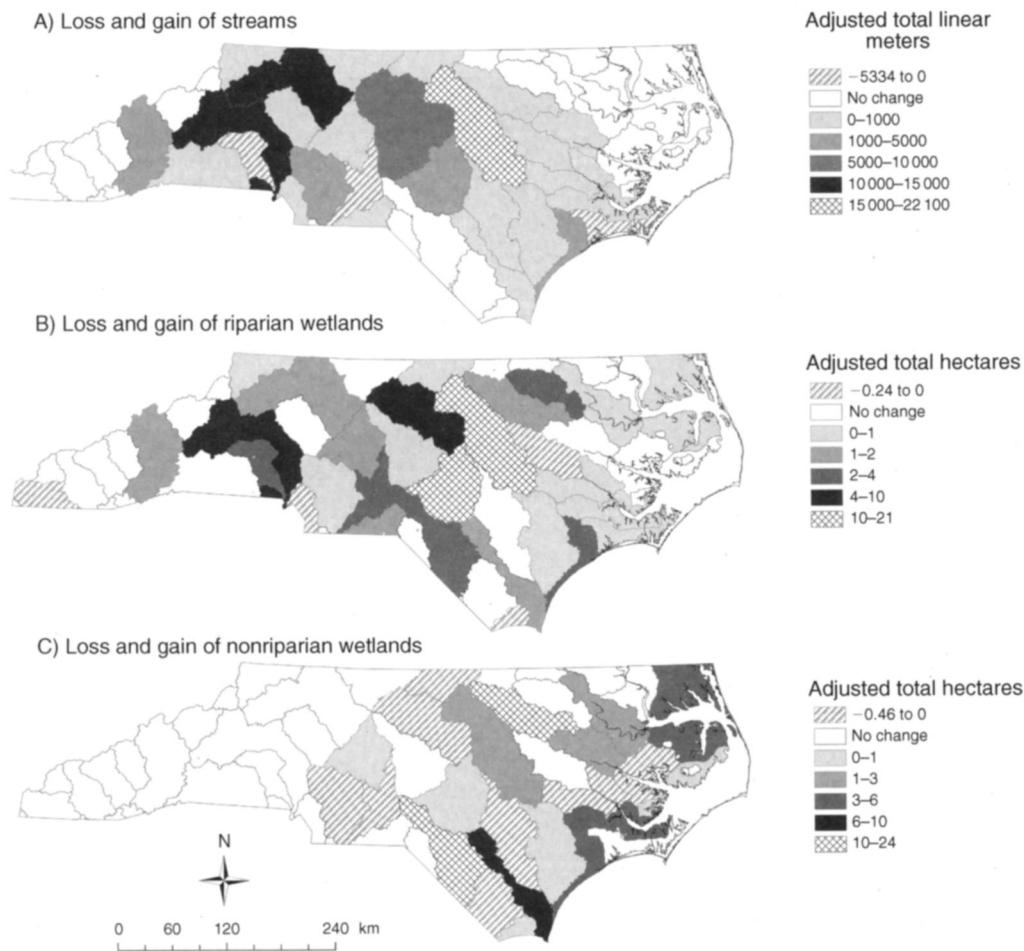 A) Loss and gain of streams
Adjusted total linear
meters
−5334 to 0
No change
0–1000
1000–5000
5000–10 000
10 000–15 000
15 000–22 100
B) Loss and gain of riparian wetlands
Adjusted total hectares
−0.24 to 0
No change
0–1
1–2
2–4
4–10
10–21
C) Loss and gain of nonriparian wetlands
Adjusted total hectares
−0.46 to 0
No change
0–1
1–3
3–6
6–10
10–24
N
0 60 120 240 km